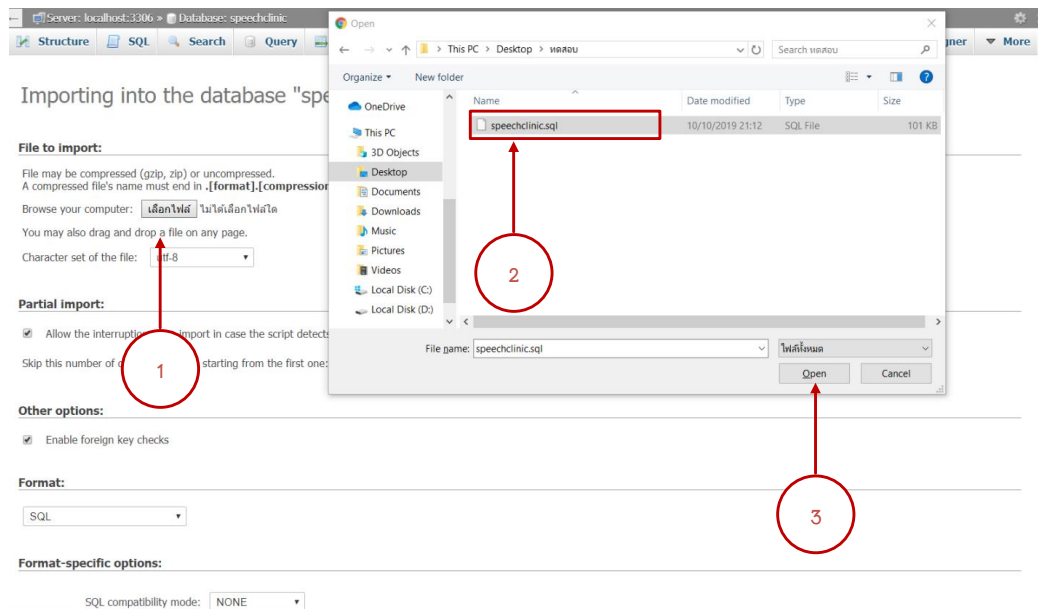 Server: localhost:3306 » Database: speechclinic
Structure SQL Search Query
gner More
Importing into the database "spe
File to import:
File may be compressed (gzip, zip) or uncompressed.
A compressed file's name must end in .[format].[compression
Browse your computer: เลือกไฟล์ ไม่ได้เลือกไฟล์ใด
You may also drag and drop a file on any page.
Character set of the file: utf-8
Partial import:
Allow the interruption import in case the script detects
Skip this number of starting from the first one:
Other options:
Enable foreign key checks
Format:
SQL
Format-specific options:
SQL compatibility mode: NONE
Open
This PC > Desktop > ทดสอบ
Search ทดสอบ
Organize New folder
Name Date modified Type Size
speechclinic.sql 10/10/2019 21:12 SQL File 101 KB
OneDrive
This PC
3D Objects
Desktop
Documents
Downloads
Music
Pictures
Videos
Local Disk (C:)
Local Disk (D:)
File name: speechclinic.sql ไฟล์ทั้งหมด
Open Cancel
1
2
3